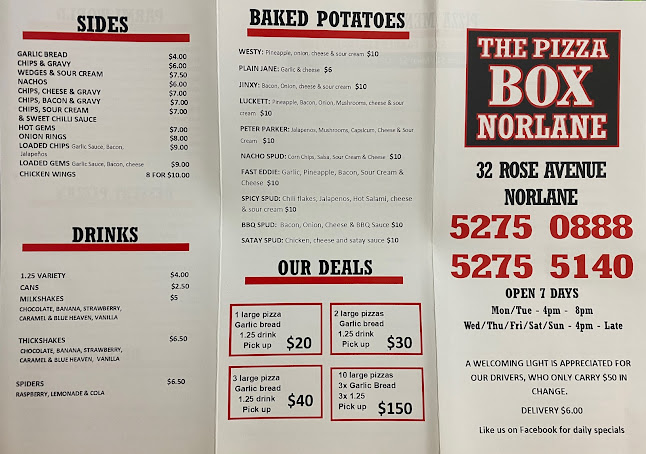 SIDES
GARLIC BREAD $4.00
CHIPS & GRAVY $6.00
WEDGES & SOUR CREAM $7.50
NACHOS $6.00
CHIPS, CHEESE & GRAVY $7.00
CHIPS, BACON & GRAVY $7.00
CHIPS, SOUR CREAM $7.00
& SWEET CHILLI SAUCE
HOT GEMS $7.00
ONION RINGS $8.00
LOADED CHIPS Garlic Sauce, Bacon, $9.00
Jalapeños
LOADED GEMS Garlic Sauce, Bacon, cheese $9.00
CHICKEN WINGS 8 FOR $10.00
DRINKS
1.25 VARIETY $4.00
CANS $2.50
MILKSHAKES $5
CHOCOLATE, BANANA, STRAWBERRY,
CARAMEL & BLUE HEAVEN, VANILLA
THICKSHAKES $6.50
CHOCOLATE, BANANA, STRAWBERRY,
CARAMEL & BLUE HEAVEN, VANILLA
SPIDERS $6.50
RASPBERRY, LEMONADE & COLA
BAKED POTATOES
WESTY: Pineapple, onion, cheese & sour cream $10
PLAIN JANE: Garlic & cheese $6
JINXY: Bacon, Onion, cheese & sour cream $10
LUCKETT: Pineapple, Bacon, Onion, Mushrooms, cheese & sour
cream $10
PETER PARKER: Jalapenos, Mushrooms, Capsicum, Cheese & Sour
Cream $10
NACHO SPUD: Corn Chips, Salsa, Sour Cream & Cheese $10
FAST EDDIE: Garlic, Pineapple, Bacon, Sour Cream &
Cheese $10
SPICY SPUD: Chili flakes, Jalapenos, Hot Salami, cheese
& sour cream $10
BBQ SPUD: Bacon, Onion, Cheese & BBQ Sauce $10
SATAY SPUD: Chicken, cheese and satay sauce $10
OUR DEALS
1 large pizza
Garlic bread
1.25 drink
Pick up $20
2 large pizzas
Garlic bread
1.25 drink
Pick up $30
3 large pizza
Garlic bread
1.25 drink
Pick up $40
10 large pizzas
3x Garlic Bread
3x 1.25
Pick up $150
THE PIZZA
BOX
NORLANE
32 ROSE AVENUE
NORLANE
5275 0888
5275 5140
OPEN 7 DAYS
Mon/Tue - 4pm - 8pm
Wed/Thu/Fri/Sat/Sun - 4pm - Late
A WELCOMING LIGHT IS APPRECIATED FOR
OUR DRIVERS, WHO ONLY CARRY $50 IN
CHANGE.
DELIVERY $6.00
Like us on Facebook for daily specials